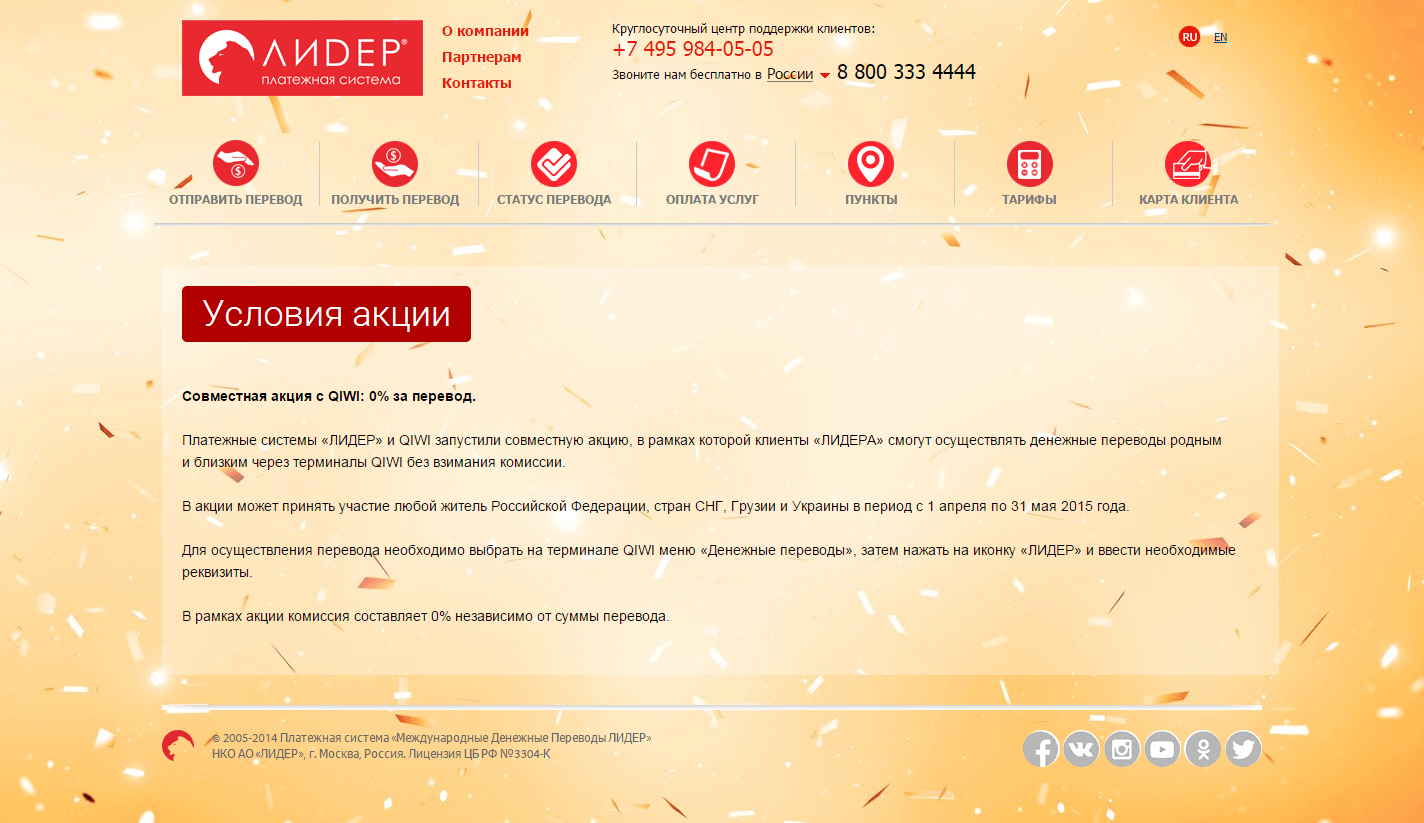 ЛИДЕР®
платежная система
О компании
Партнерам
Контакты
Круглосуточный центр поддержки клиентов:
+7 495 984-05-05
Звоните нам бесплатно в России 8 800 333 4444
RU EN
ОТПРАВИТЬ ПЕРЕВОД
ПОЛУЧИТЬ ПЕРЕВОД
СТАТУС ПЕРЕВОДА
ОПЛАТА УСЛУГ
ПУНКТЫ
ТАРИФЫ
КАРТА КЛИЕНТА
Условия акции
Совместная акция с QIWI: 0% за перевод.
Платежные системы «ЛИДЕР» и QIWI запустили совместную акцию, в рамках которой клиенты «ЛИДЕРА» смогут осуществлять денежные переводы родным
и близким через терминалы QIWI без взимания комиссии.
В акции может принять участие любой житель Российской Федерации, стран СНГ, Грузии и Украины в период с 1 апреля по 31 мая 2015 года.
Для осуществления перевода необходимо выбрать на терминале QIWI меню «Денежные переводы», затем нажать на иконку «ЛИДЕР» и ввести необходимые
реквизиты.
В рамках акции комиссия составляет 0% независимо от суммы перевода.
© 2005-2014 Платежная система «Международные Денежные Переводы ЛИДЕР»
НКО АО «ЛИДЕР», г. Москва, Россия. Лицензия ЦБ РФ №3304-К